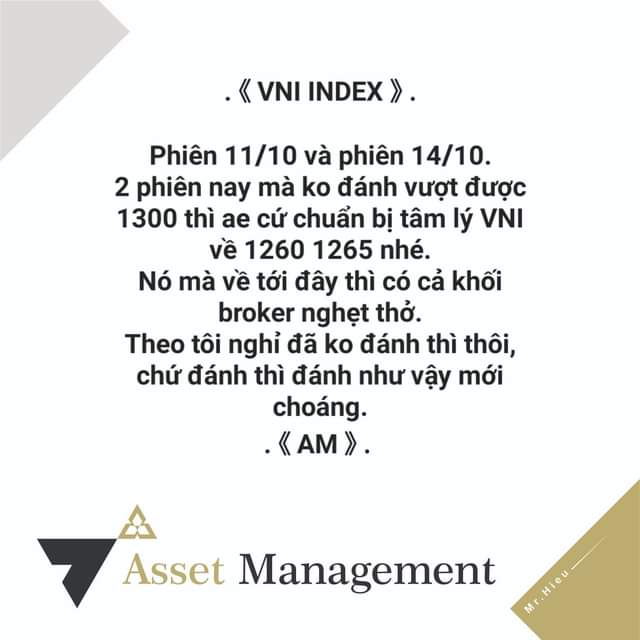 .《 VNI INDEX 》.
Phiên 11/10 và phiên 14/10.
2 phiên nay mà ko đánh vượt được
1300 thì ae cứ chuẩn bị tâm lý VNI
về 1260 1265 nhé.
Nó mà về tới đây thì có cả khối
broker nghẹt thở.
Theo tôi nghỉ đã ko đánh thì thôi,
chứ đánh thì đánh như vậy mới
choáng.
.《 AM 》.
Asset Management
Mr.Hieu